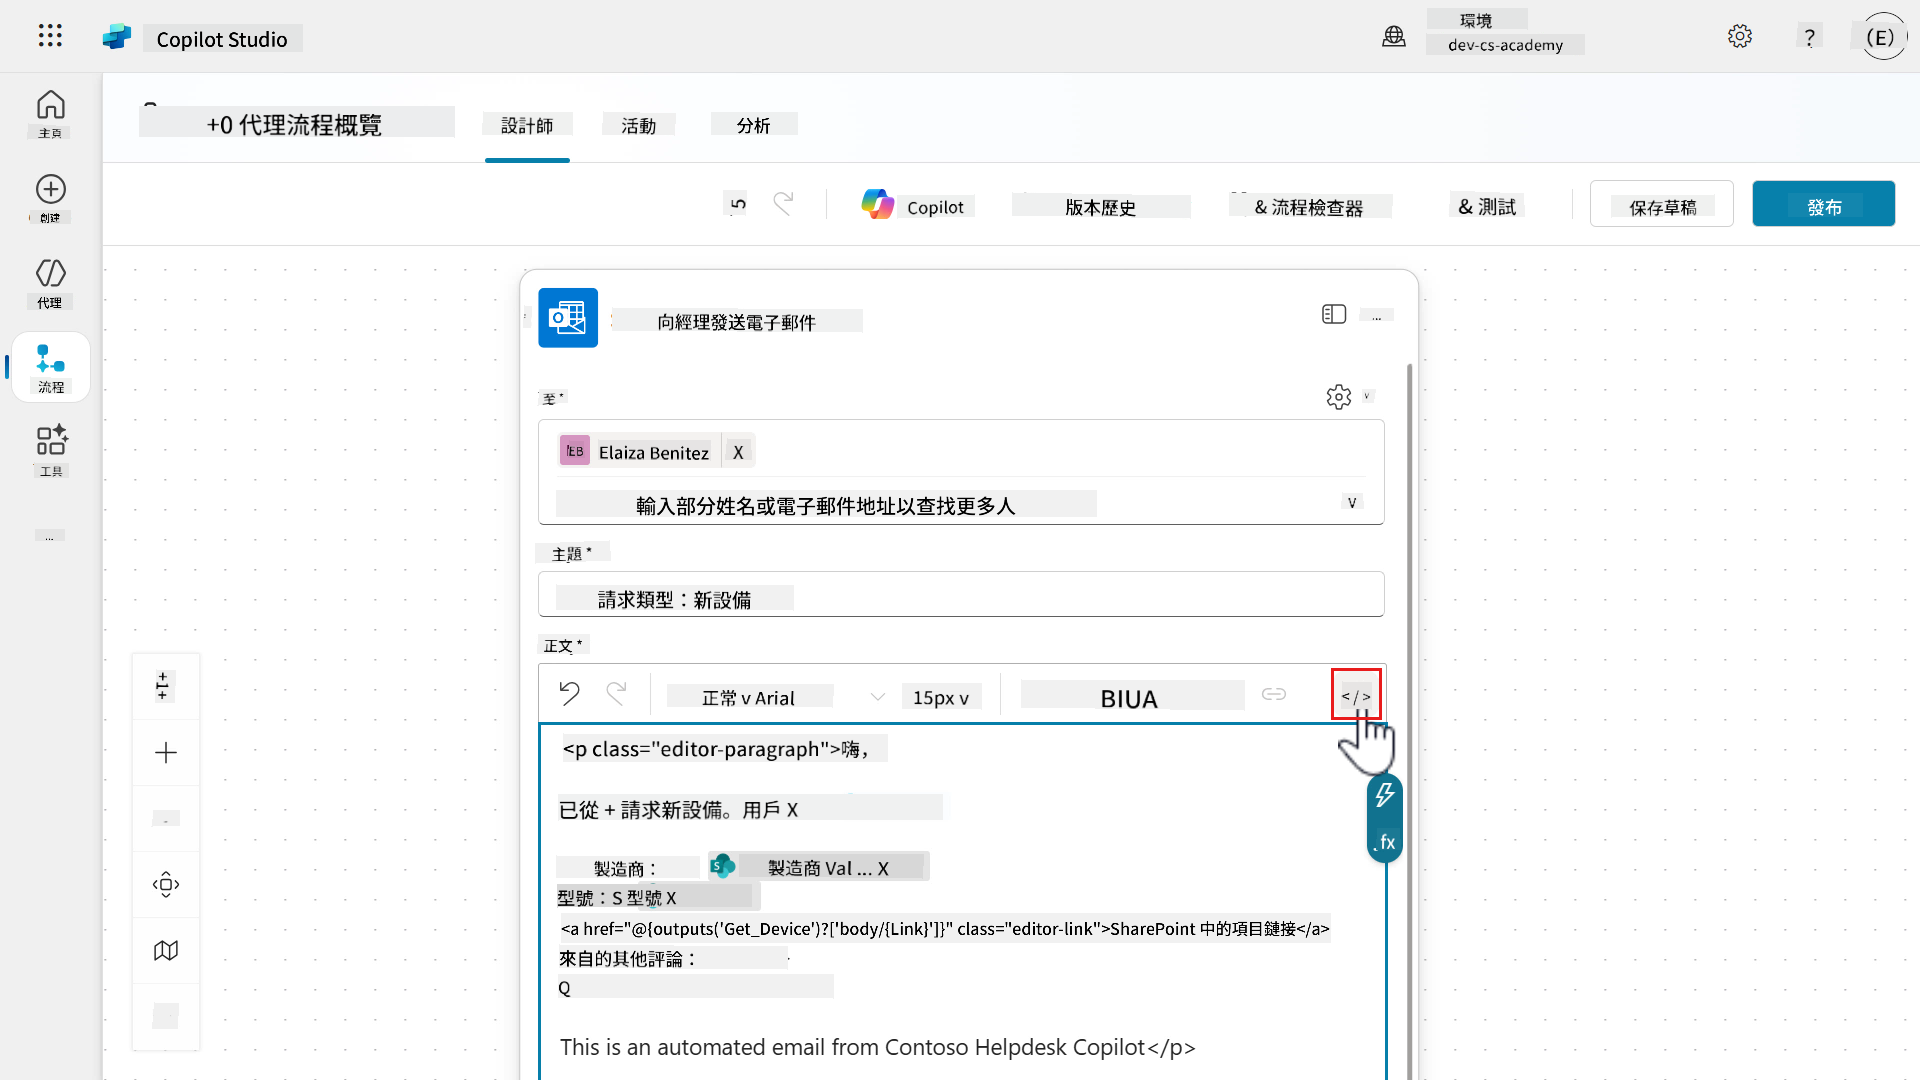 Copilot Studio
環境
dev-cs-academy
?
(E)
主頁
創建
代理
流程
工具
...
+0 代理流程概覽
設計師
活動
分析
5
Copilot
版本歷史
& 流程檢查器
& 測試
保存草稿
發布
向經理發送電子郵件
...
至 *
EB Elaiza Benitez X
輸入部分姓名或電子郵件地址以查找更多人
V
主題 *
請求類型：新設備
正文 *
正常 v Arial
15px v
BIUA
</>
<p class="editor-paragraph">嗨，
已從 + 請求新設備。用戶 X
製造商： S 製造商 Val ... X
型號：S 型號 X
<a href="@{outputs('Get_Device')?['body/{Link}']}" class="editor-link">SharePoint 中的項目鏈接</a>
來自的其他評論：
Q
This is an automated email from Contoso Helpdesk Copilot</p>
fx